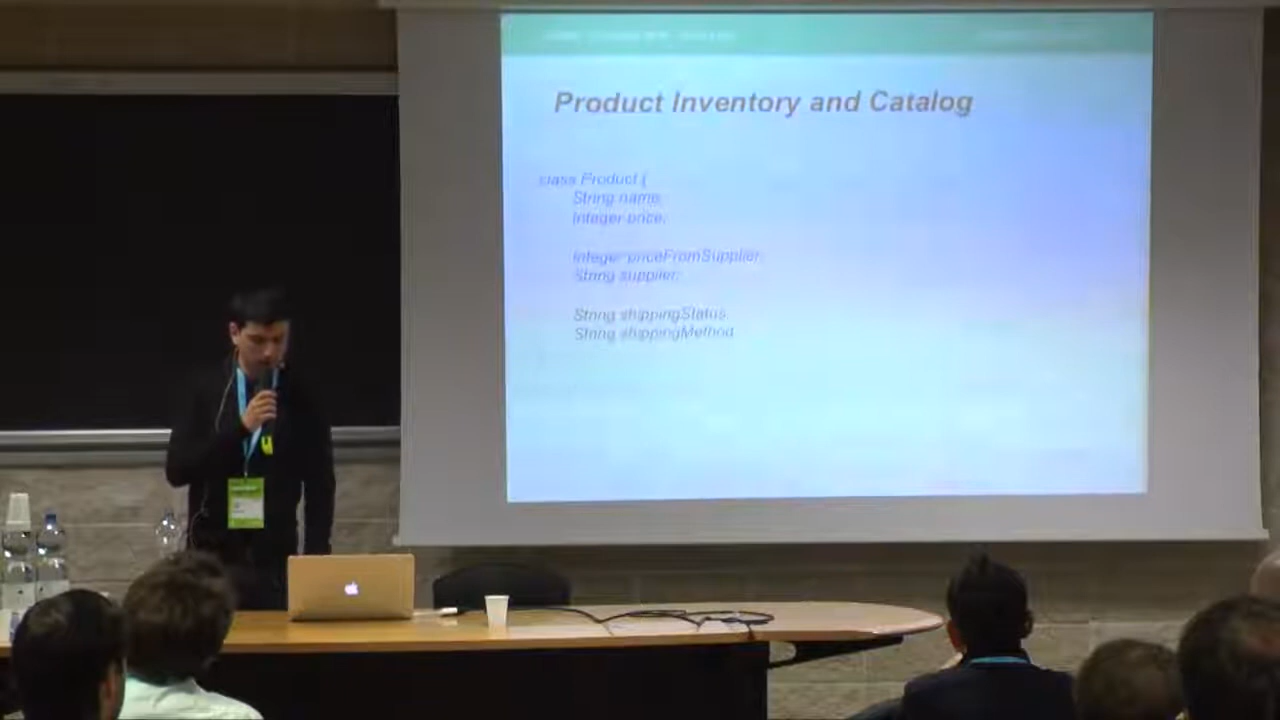 Product Inventory and Catalog
class Product {
String name;
Integer price;
Integer priceFromSupplier;
String supplier;
String shippingStatus;
String shippingMethod